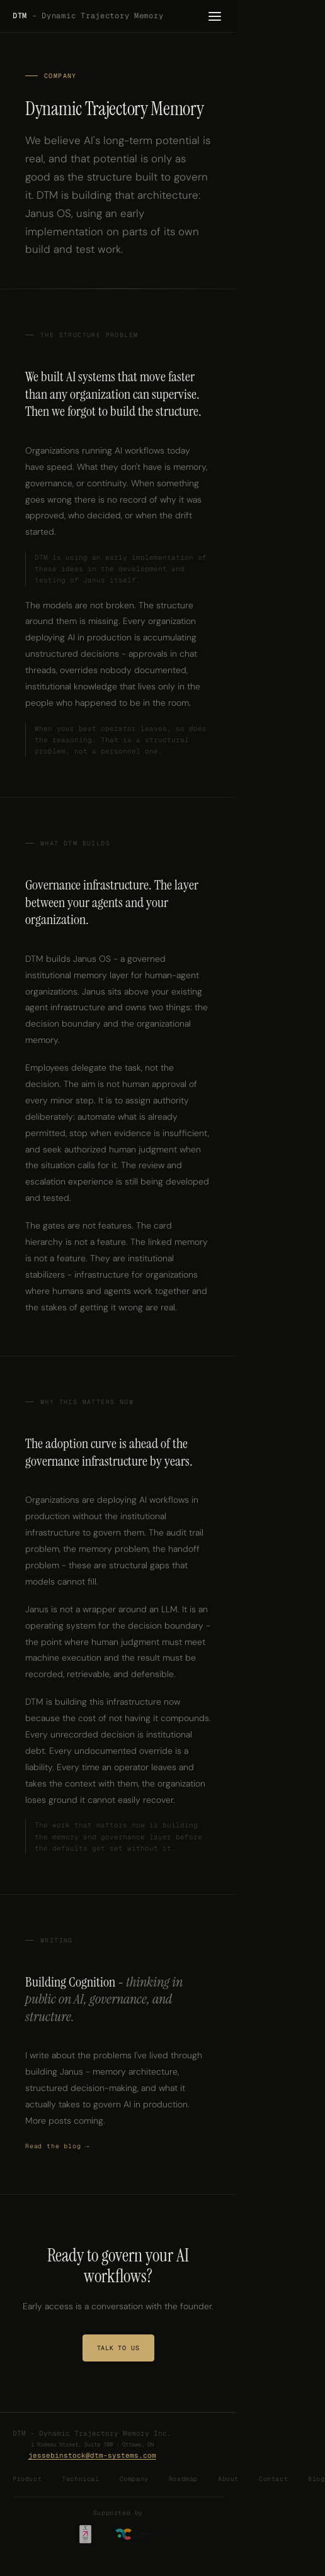 DTM - Dynamic Trajectory Memory
COMPANY
Dynamic Trajectory Memory
We believe AI's long-term potential is
real, and that potential is only as
good as the structure built to govern
it. DTM is building that architecture:
Janus OS, using an early
implementation on parts of its own
build and test work.
THE STRUCTURE PROBLEM
We built AI systems that move faster
than any organization can supervise.
Then we forgot to build the structure.
Organizations running AI workflows today
have speed. What they don't have is memory,
governance, or continuity. When something
goes wrong there is no record of why it was
approved, who decided, or when the drift
started.
DTM is using an early implementation of
these ideas in the development and
testing of Janus itself.
The models are not broken. The structure
around them is missing. Every organization
deploying AI in production is accumulating
unstructured decisions - approvals in chat
threads, overrides nobody documented,
institutional knowledge that lives only in the
people who happened to be in the room.
When your best operator leaves, so does
the reasoning. That is a structural
problem, not a personnel one.
WHAT DTM BUILDS
Governance infrastructure. The layer
between your agents and your
organization.
DTM builds Janus OS - a governed
institutional memory layer for human-agent
organizations. Janus sits above your existing
agent infrastructure and owns two things: the
decision boundary and the organizational
memory.
Employees delegate the task, not the
decision. The aim is not human approval of
every minor step. It is to assign authority
deliberately: automate what is already
permitted, stop when evidence is insufficient,
and seek authorized human judgment when
the situation calls for it. The review and
escalation experience is still being developed
and tested.
The gates are not features. The card
hierarchy is not a feature. The linked memory
is not a feature. They are institutional
stabilizers - infrastructure for organizations
where humans and agents work together and
the stakes of getting it wrong are real.
WHY THIS MATTERS NOW
The adoption curve is ahead of the
governance infrastructure by years.
Organizations are deploying AI workflows in
production without the institutional
infrastructure to govern them. The audit trail
problem, the memory problem, the handoff
problem - these are structural gaps that
models cannot fill.
Janus is not a wrapper around an LLM. It is an
operating system for the decision boundary -
the point where human judgment must meet
machine execution and the result must be
recorded, retrievable, and defensible.
DTM is building this infrastructure now
because the cost of not having it compounds.
Every unrecorded decision is institutional
debt. Every undocumented override is a
liability. Every time an operator leaves and
takes the context with them, the organization
loses ground it cannot easily recover.
The work that matters now is building
the memory and governance layer before
the defaults get set without it.
WRITING
Building Cognition - thinking in
public on AI, governance, and
structure.
I write about the problems I've lived through
building Janus - memory architecture,
structured decision-making, and what it
actually takes to govern AI in production.
More posts coming.
Read the blog →
Ready to govern your AI
workflows?
Early access is a conversation with the founder.
TALK TO US
DTM - Dynamic Trajectory Memory Inc.
1 Rideau Street, Suite 700 · Ottawa, ON
jessebinstock@dtm-systems.com
Product Technical Company Roadmap About Contact Blog
Supported by